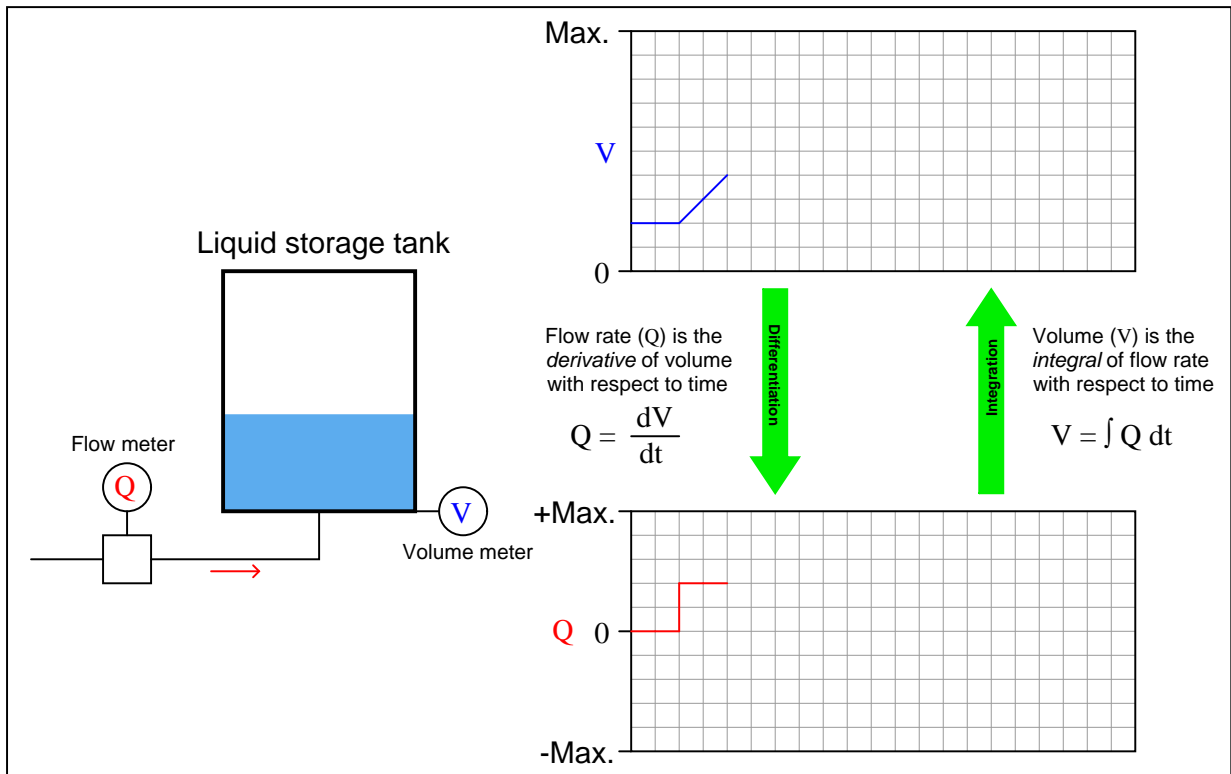 Max.
V
0
Liquid storage tank
Flow meter
Q
V
Volume meter
Flow rate (Q) is the
derivative of volume
with respect to time
Q = dV
dt
Differentiation
Integration
Volume (V) is the
integral of flow rate
with respect to time
V = ∫ Q dt
+Max.
Q 0
-Max.